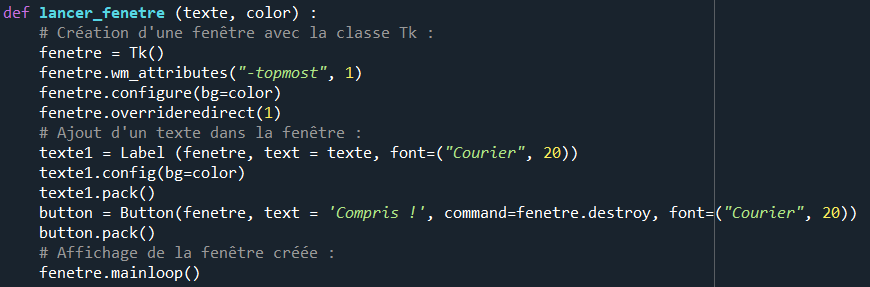 def lancer_fenetre (texte, color) :
    # Création d'une fenêtre avec la classe Tk :
    fenetre = Tk()
    fenetre.wm_attributes("-topmost", 1)
    fenetre.configure(bg=color)
    fenetre.overrideredirect(1)
    # Ajout d'un texte dans la fenêtre :
    texte1 = Label (fenetre, text = texte, font=("Courier", 20))
    texte1.config(bg=color)
    texte1.pack()
    button = Button(fenetre, text = 'Compris !', command=fenetre.destroy, font=("Courier", 20))
    button.pack()
    # Affichage de la fenêtre créée :
    fenetre.mainloop()